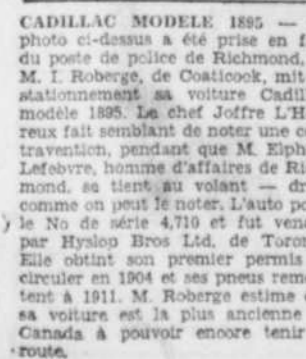 CADILLAC MODELE 1895 —
photo ci-dessus a été prise en f
du poste de police de Richmond,
M. I. Roberge, de Coaticook, mit
stationnement sa voiture Cadil
modèle 1895. Le chef Joffre L'H
reux fait semblant de noter une co
travention, pendant que M. Elph
Lefebvre, homme d'affaires de Ri
mond, se tient au volant — dr
comme on peut le noter. L'auto po
le No de série 4,710 et fut vend
par Hyslop Bros Ltd. de Toron
Elle obtint son premier permis
circuler en 1904 et ses pneus remo
tent à 1911. M. Roberge estime
sa voiture est la plus ancienne
Canada à pouvoir encore tenir
route.